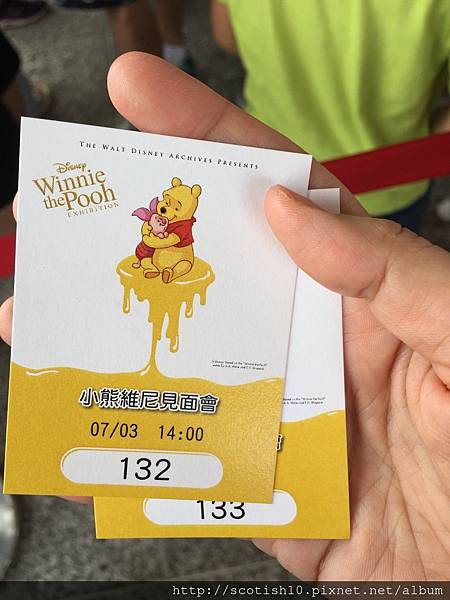 THE WALT DISNEY ARCHIVES PRESENTS
Disney
Winnie
the Pooh
EXHIBITION
小熊維尼見面會
07/03 14:00
132
會
133
http://scotish10.pixnet.net/album